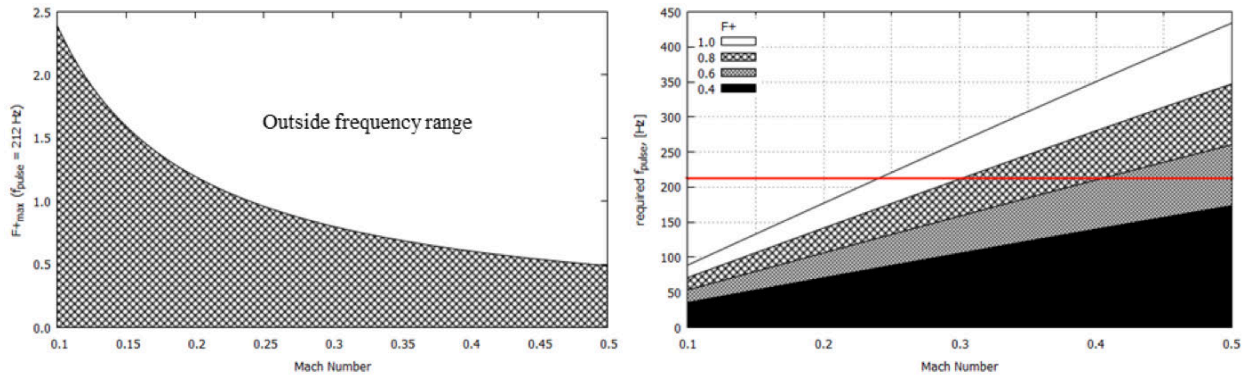 2.5
2.0
1.5
1.0
0.5
0.0
F+max (fpulse = 212 Hz)
Outside frequency range
0.1 0.15 0.2 0.25 0.3 0.35 0.4 0.45 0.5
Mach Number
450
400
350
300
250
200
150
100
50
0
required fpulse, [Hz]
F+
1.0
0.8
0.6
0.4
0.1 0.2 0.3 0.4 0.5
Mach Number